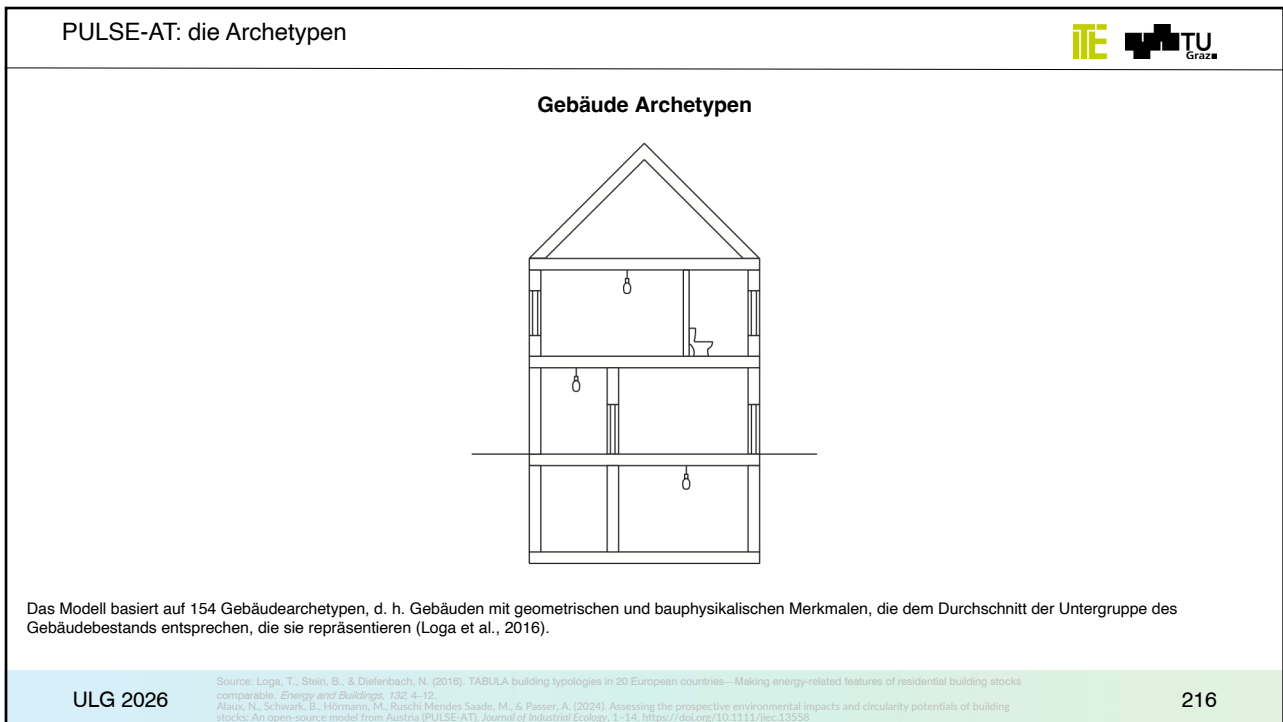 PULSE-AT: die Archetypen
iTE TU
Graz
Gebäude Archetypen
Das Modell basiert auf 154 Gebäudearchetypen, d. h. Gebäuden mit geometrischen und bauphysikalischen Merkmalen, die dem Durchschnitt der Untergruppe des
Gebäudebestands entsprechen, die sie repräsentieren (Loga et al., 2016).
ULG 2026
Source: Loga, T., Stein, B., & Diefenbach, N. (2016). TABULA building typologies in 20 European countries—Making energy-related features of residential building stocks
comparable. Energy and Buildings, 132, 4–12.
Alaux, N., Schwark, B., Hörmann, M., Ruschi Mendes Saade, M., & Passer, A. (2024). Assessing the prospective environmental impacts and circularity potentials of building
stocks: An open-source model from Austria (PULSE-AT). Journal of Industrial Ecology, 1–14. https://doi.org/10.1111/jiec.13558
216